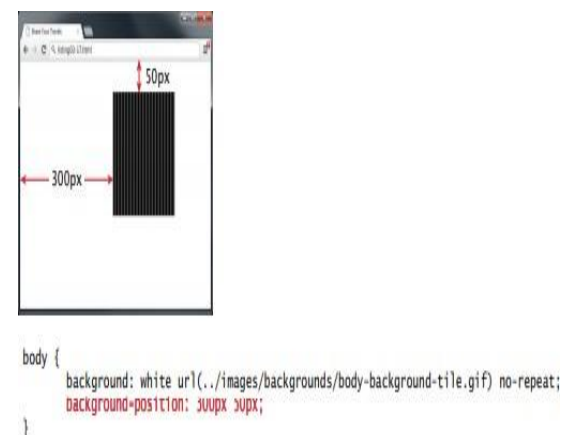 50px
300px
body {
background: white url(../images/backgrounds/body-background-tile.gif) no-repeat;
background-position: 300px 50px;
}